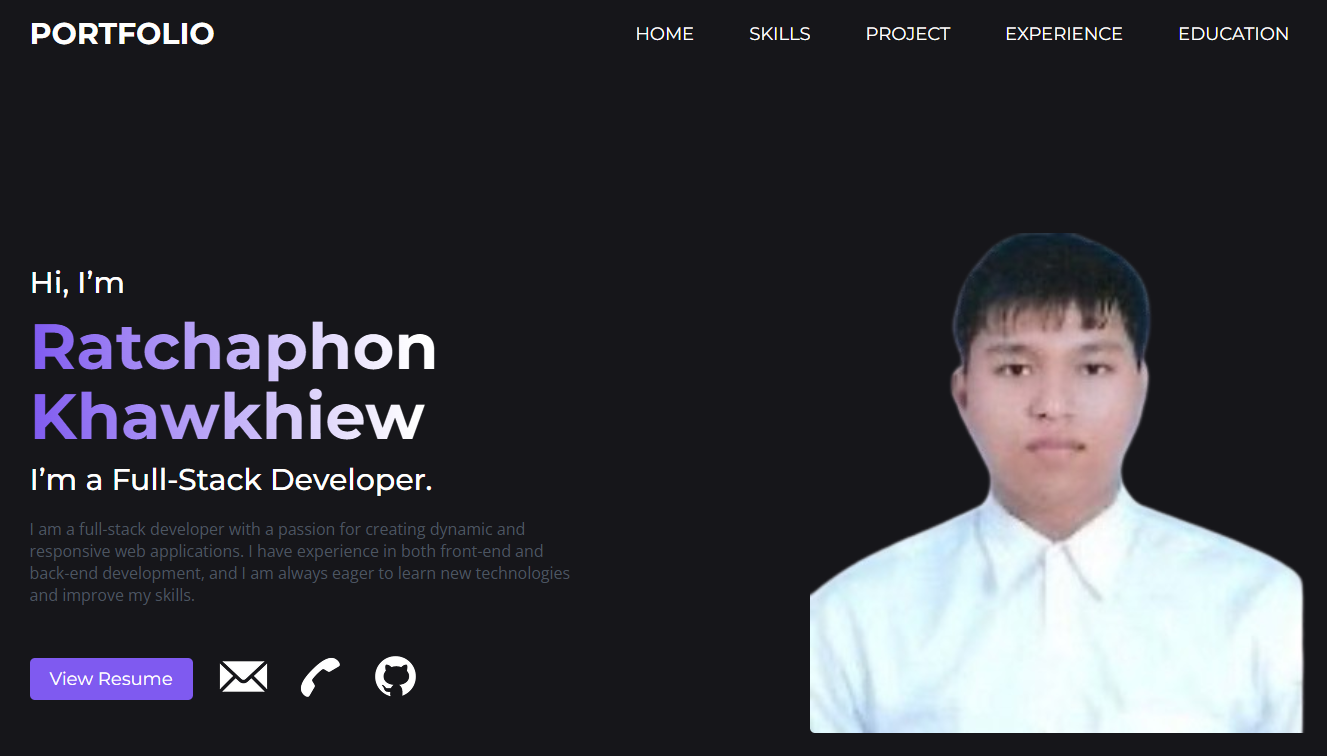 PORTFOLIO
HOME SKILLS PROJECT EXPERIENCE EDUCATION
Hi, I’m
Ratchaphon
Khawkhiew
I’m a Full-Stack Developer.
I am a full-stack developer with a passion for creating dynamic and
responsive web applications. I have experience in both front-end and
back-end development, and I am always eager to learn new technologies
and improve my skills.
View Resume